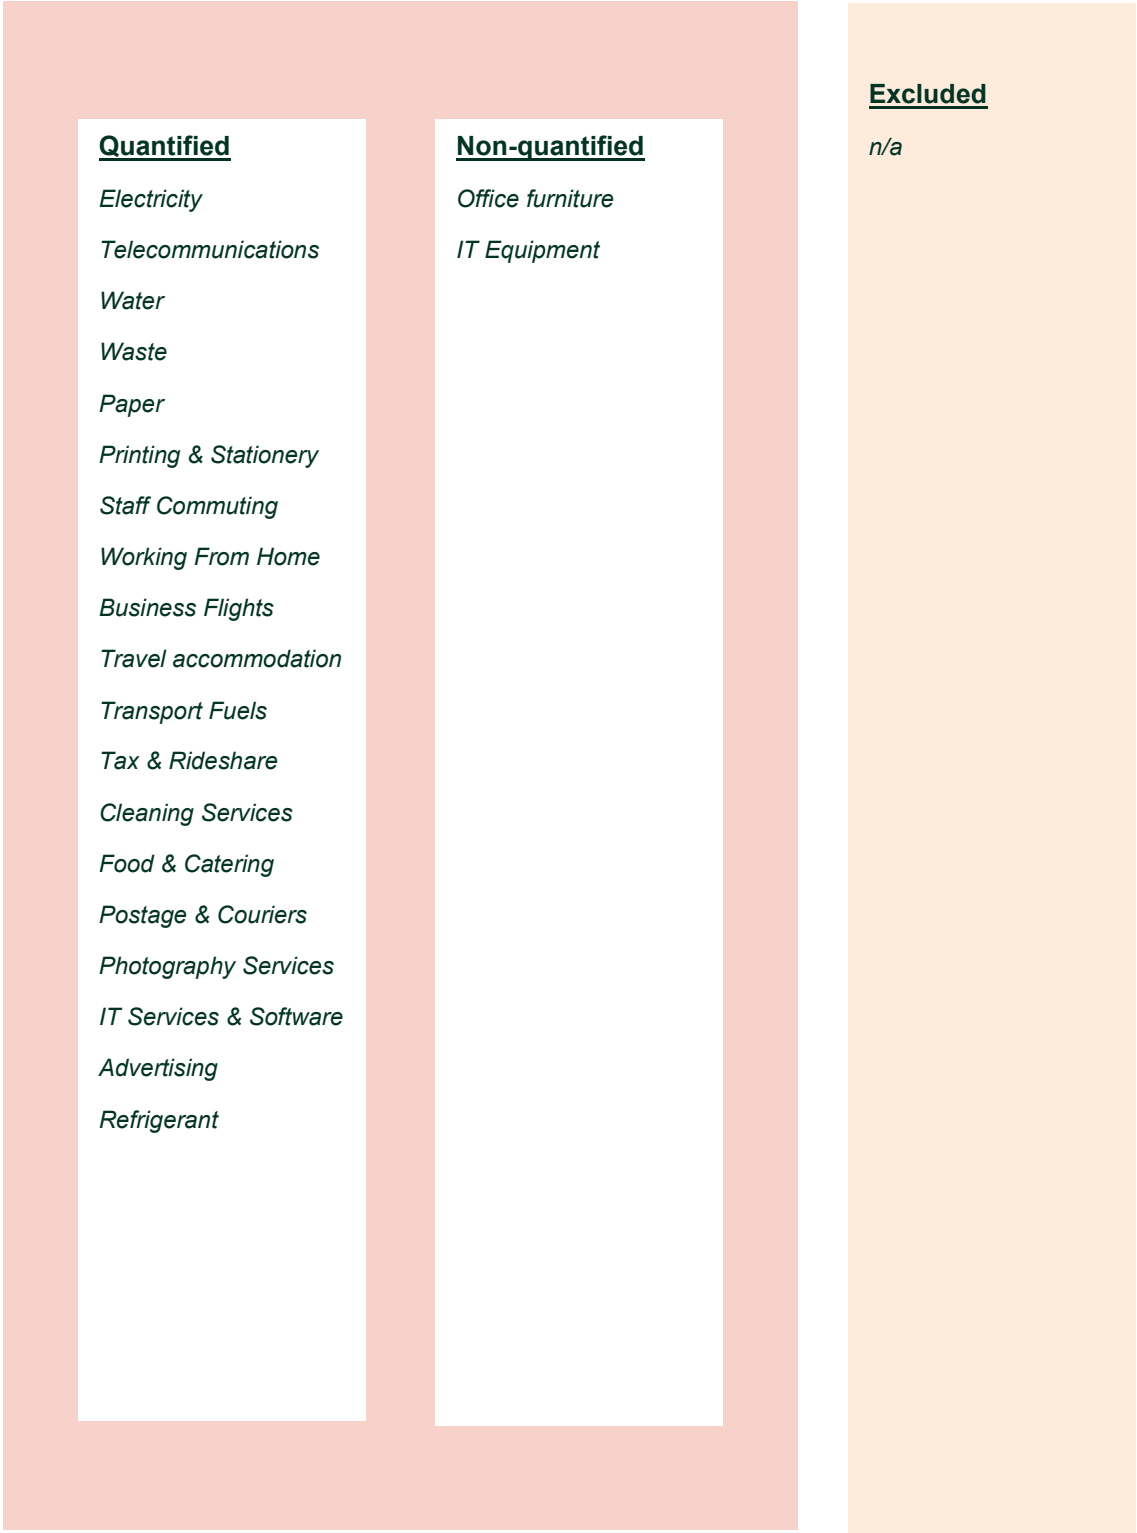 Quantified
Electricity
Telecommunications
Water
Waste
Paper
Printing & Stationery
Staff Commuting
Working From Home
Business Flights
Travel accommodation
Transport Fuels
Tax & Rideshare
Cleaning Services
Food & Catering
Postage & Couriers
Photography Services
IT Services & Software
Advertising
Refrigerant
Non-quantified
Office furniture
IT Equipment
Excluded
n/a